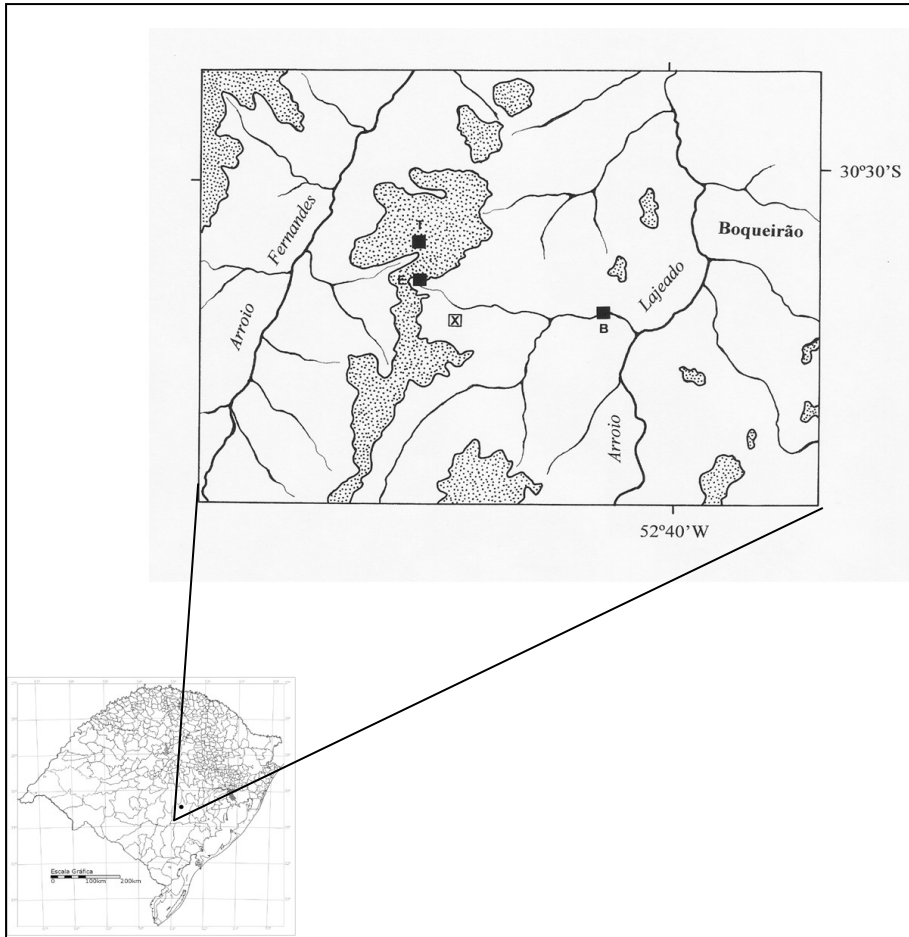 30º30'S
Fernandes
T
Boqueirão
E
Lajeado
X
B
Arroio
Arroio
52º40'W
Escala Gráfica
0 100km 200km